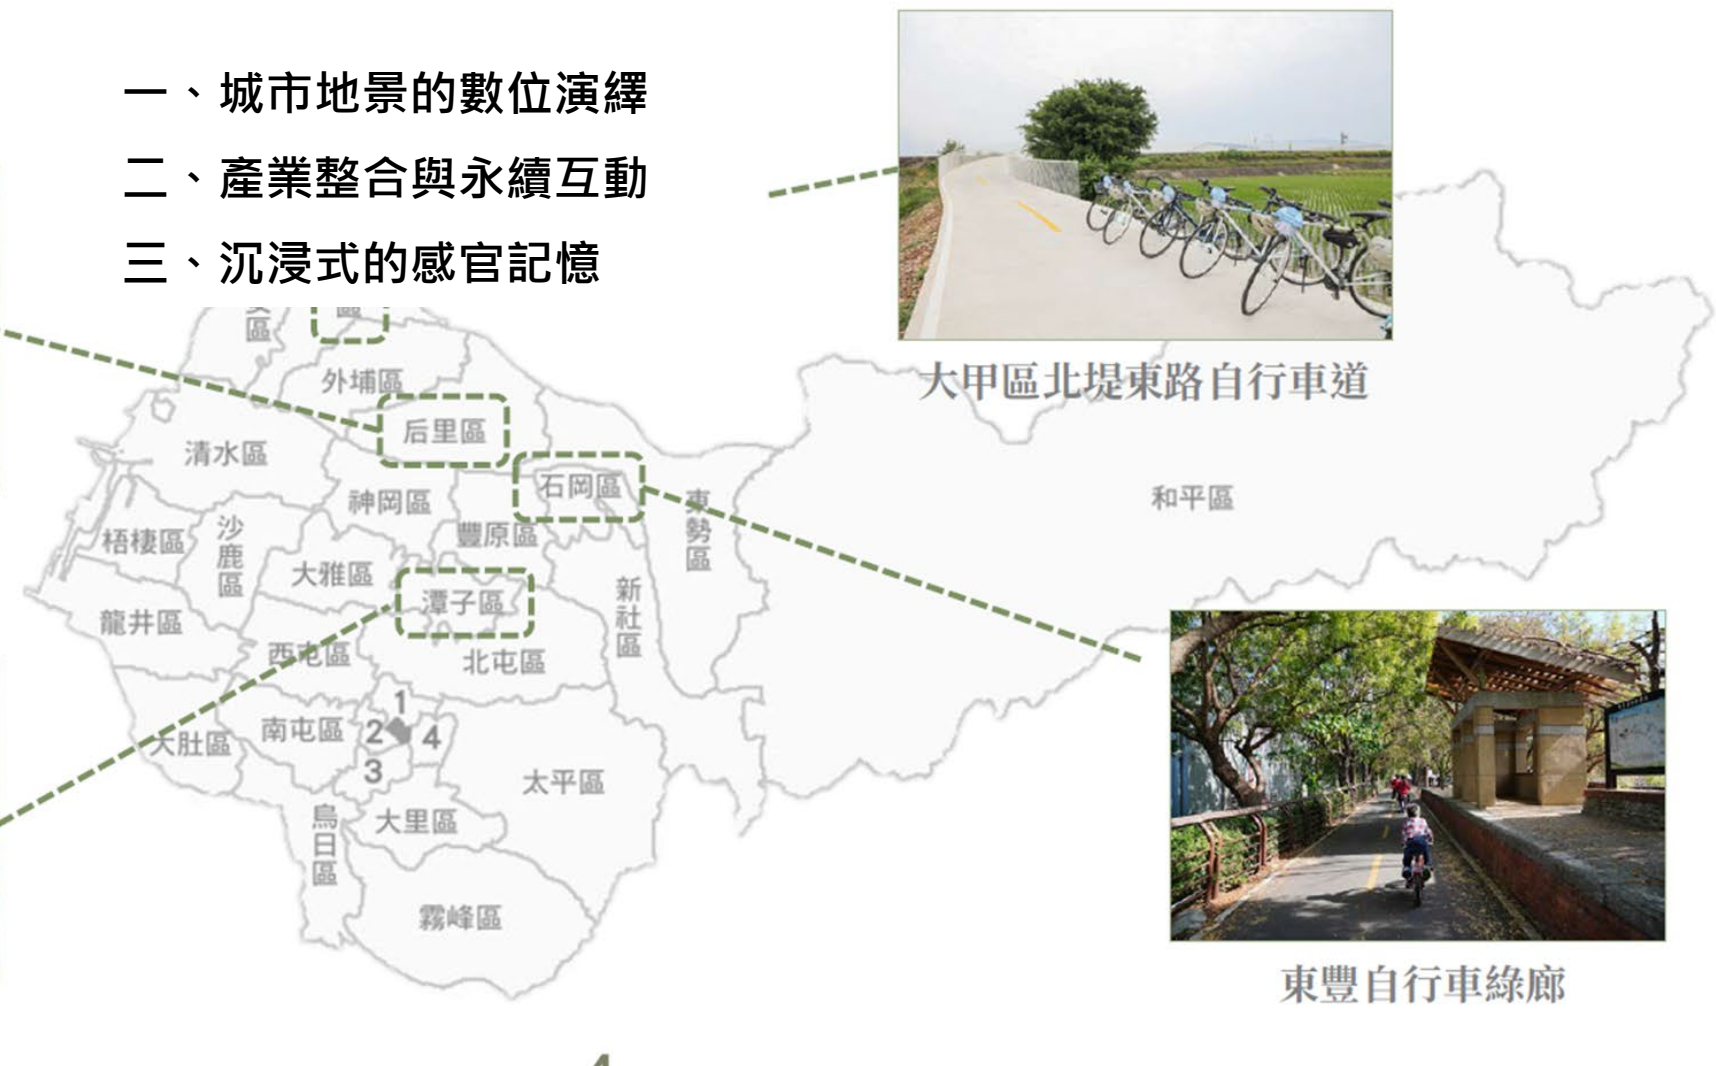 一、城市地景的數位演繹
二、產業整合與永續互動
三、沉浸式的感官記憶
大甲區北堤東路自行車道
區
區
外埔區
后里區
清水區
石岡區
神岡區
東勢區
和平區
豐原區
梧棲區
沙鹿區
大雅區
潭子區
新社區
龍井區
西屯區
北屯區
1
2
4
3
南屯區
大肚區
太平區
烏日區
大里區
霧峰區
東豐自行車綠廊